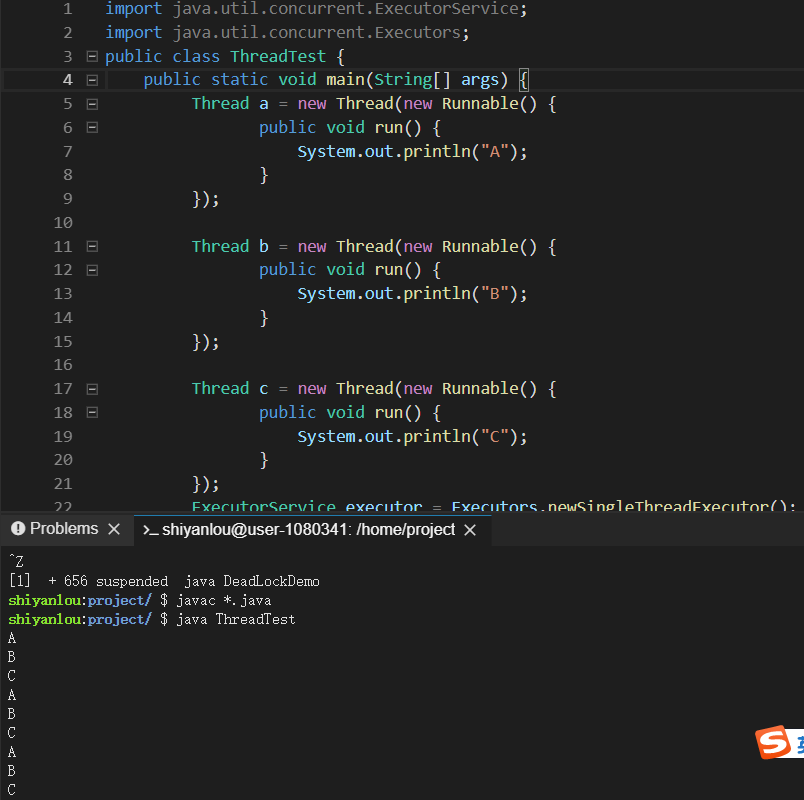 1 import java.util.concurrent.ExecutorService;
2 import java.util.concurrent.Executors;
3 public class ThreadTest {
4 public static void main(String[] args) {
5 Thread a = new Thread(new Runnable() {
6 public void run() {
7 System.out.println("A");
8 }
9 });
10
11 Thread b = new Thread(new Runnable() {
12 public void run() {
13 System.out.println("B");
14 }
15 });
16
17 Thread c = new Thread(new Runnable() {
18 public void run() {
19 System.out.println("C");
20 }
21 });
22 ExecutorService executor = Executors.newSingleThreadExecutor();
Problems
>_ shiyanlou@user-1080341: /home/project
^Z
[1]  + 656 suspended  java DeadLockDemo
shiyanlou:project/ $ javac *.java
shiyanlou:project/ $ java ThreadTest
A
B
C
A
B
C
A
B
C
S